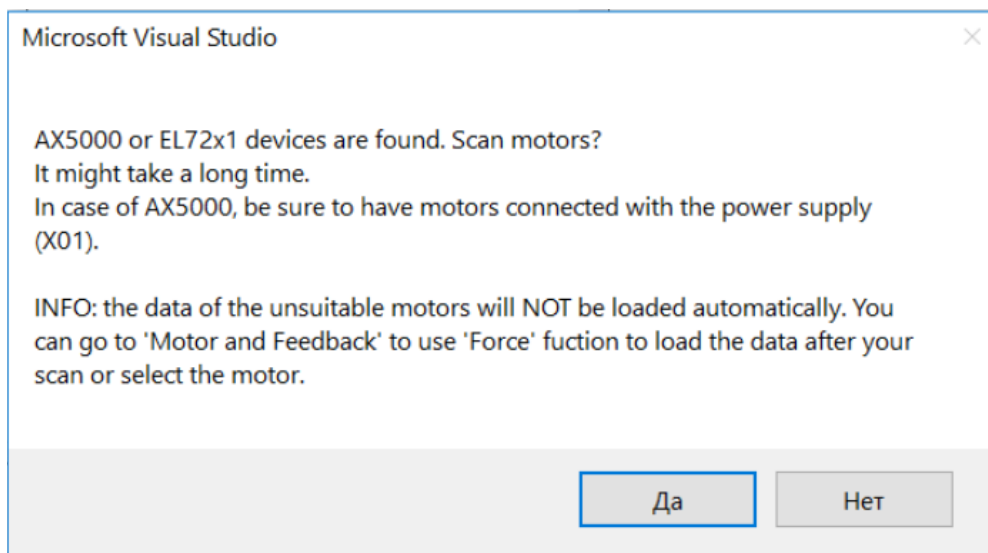 Microsoft Visual Studio
AX5000 or EL72x1 devices are found. Scan motors?
It might take a long time.
In case of AX5000, be sure to have motors connected with the power supply
(X01).
INFO: the data of the unsuitable motors will NOT be loaded automatically. You
can go to 'Motor and Feedback' to use 'Force' fuction to load the data after your
scan or select the motor.
Да
Нет